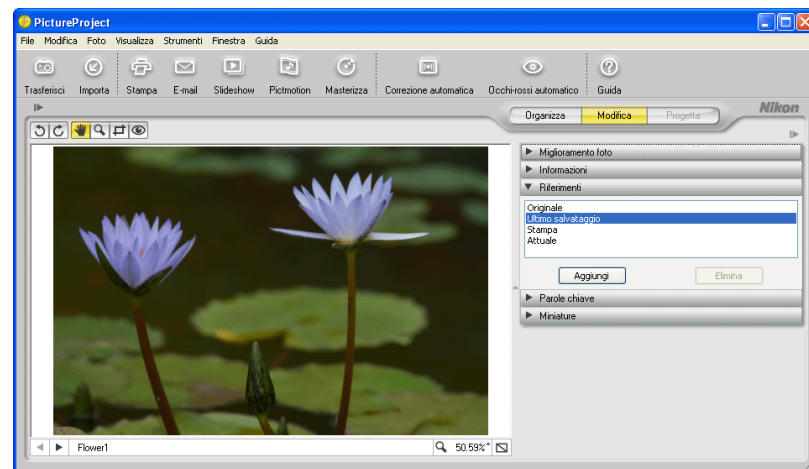 PictureProject
File Modifica Foto Visualizza Strumenti Finestra Guida
Trasferisci Importa Stampa E-mail Slideshow Pictmotion Masterizza Correzione automatica Occhi-rossi automatico Guida
Organizza Modifica Progetta Nikon
Miglioramento foto
Informazioni
Riferimenti
Originale
Ultimo salvataggio
Stampa
Attuale
Aggiungi Elimina
Parole chiave
Miniature
Flower1 50.59%